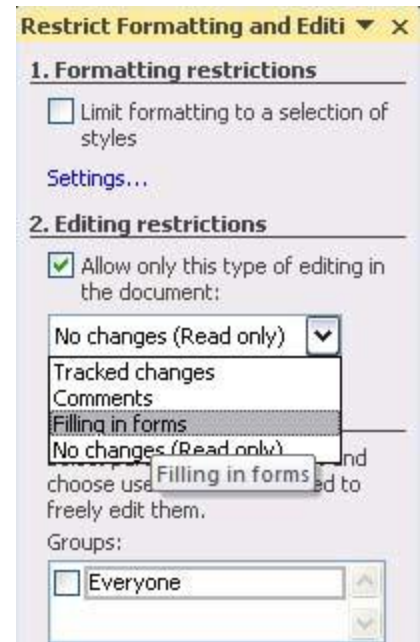 Restrict Formatting and Editi
1. Formatting restrictions
Limit formatting to a selection of
styles
Settings...
2. Editing restrictions
Allow only this type of editing in
the document:
No changes (Read only)
Tracked changes
Comments
Filling in forms
No changes (Read only)
Filling in forms
nd
choose use
ed to
freely edit them.
Groups:
Everyone